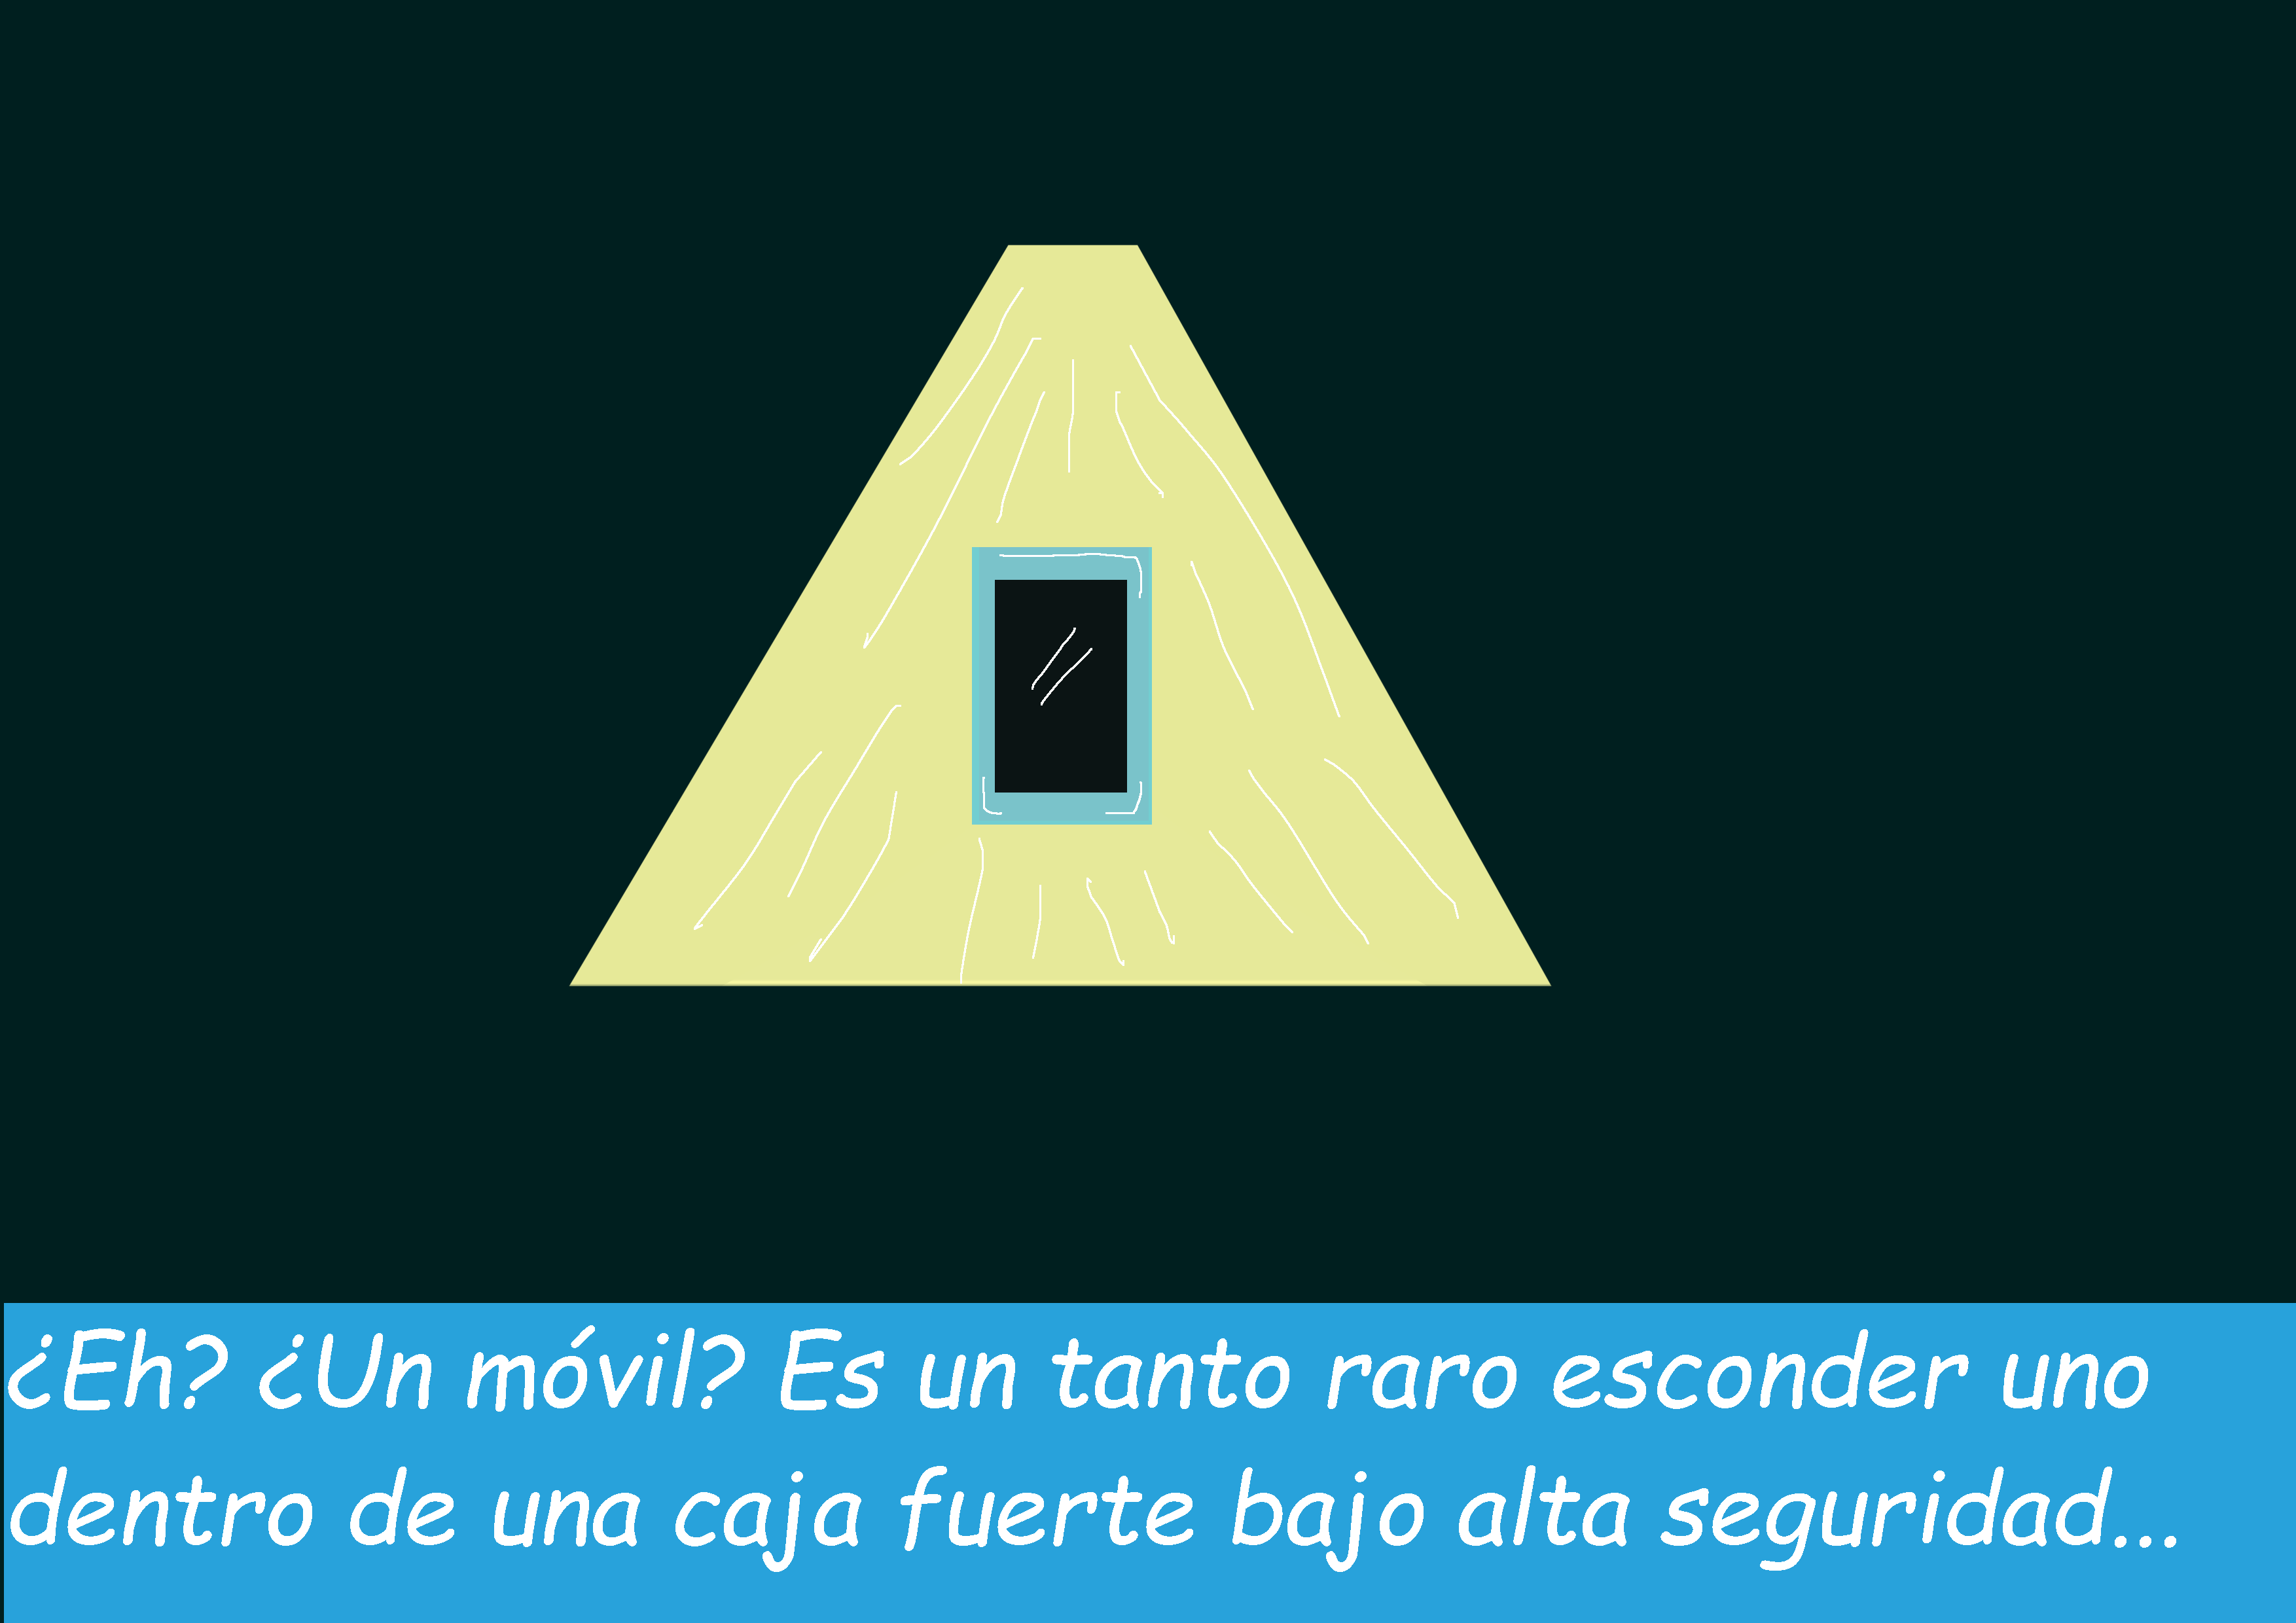 ¿Eh? ¿Un móvil? Es un tanto raro esconder uno
dentro de una caja fuerte bajo alta seguridad...